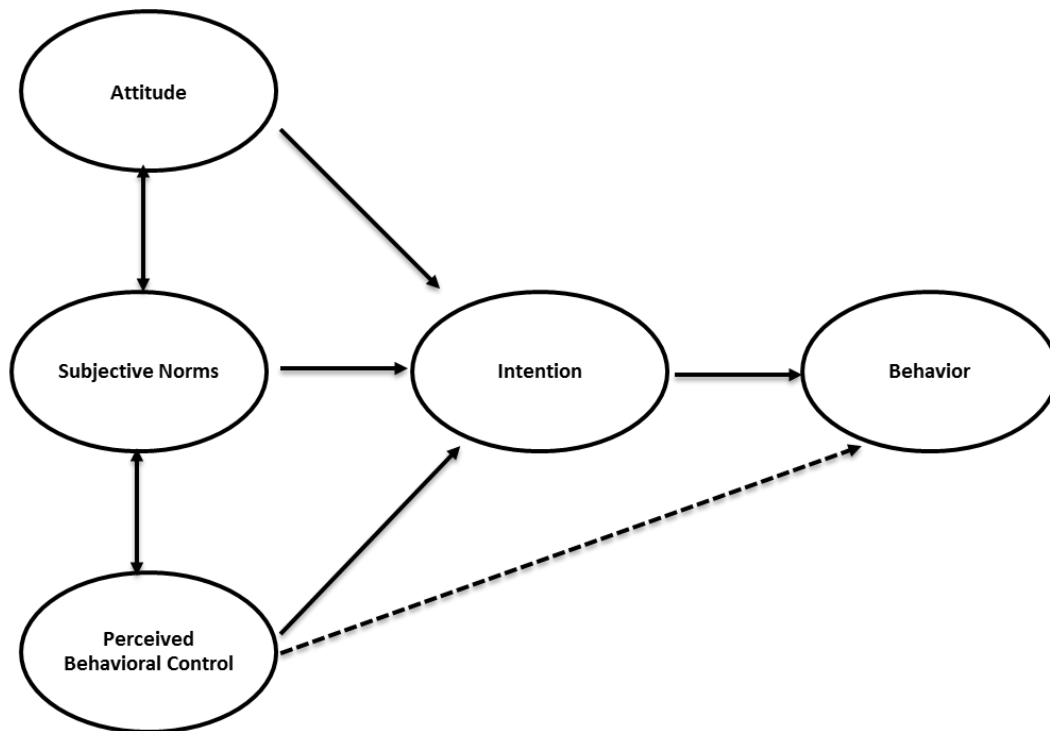 Attitude
Subjective Norms
Intention
Behavior
Perceived
Behavioral Control